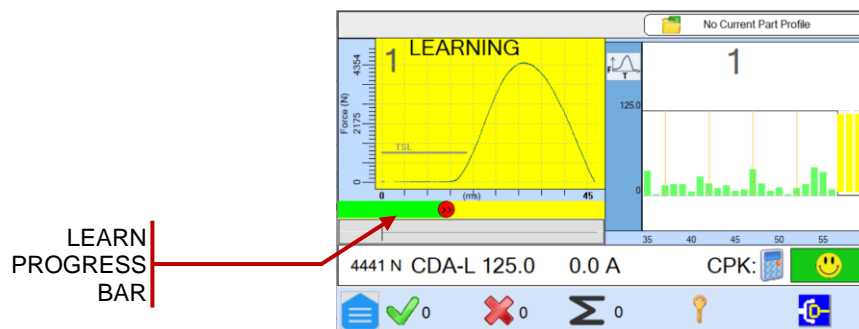 No Current Part Profile
1 LEARNING
1
F
T
4354
2175
0
Force (N)
TSL
0 (ms) 45
125.0
0
35 40 45 50 55
LEARN
PROGRESS
BAR
4441 N CDA-L 125.0 0.0 A CPK:
0 0 0